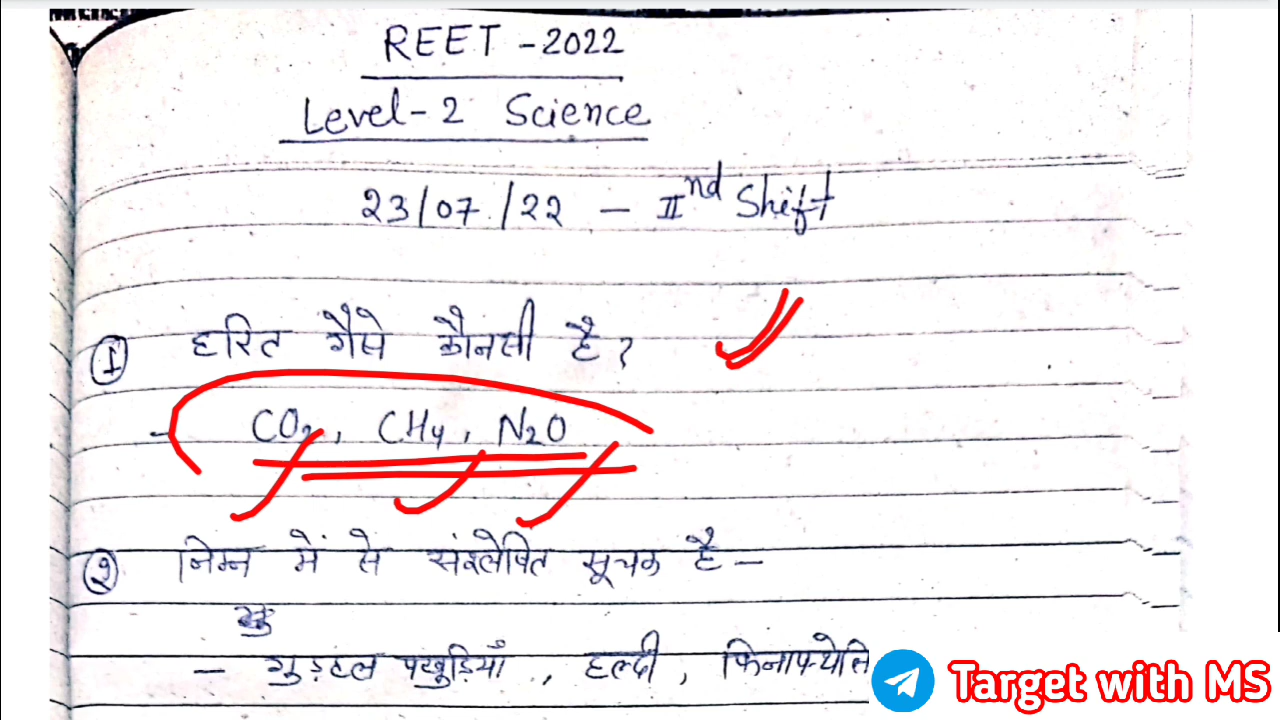 REET - 2022
Level - 2 Science
23/07/22 - IInd Shift
① हरित गैसे कौनसी है ?
- CO2, CH4, N2O
② निम्न में से संश्लेषित सूचक है -
- गुड़हल पखुड़ियाँ , हल्दी , फिनाफ्थेलि
Target with MS